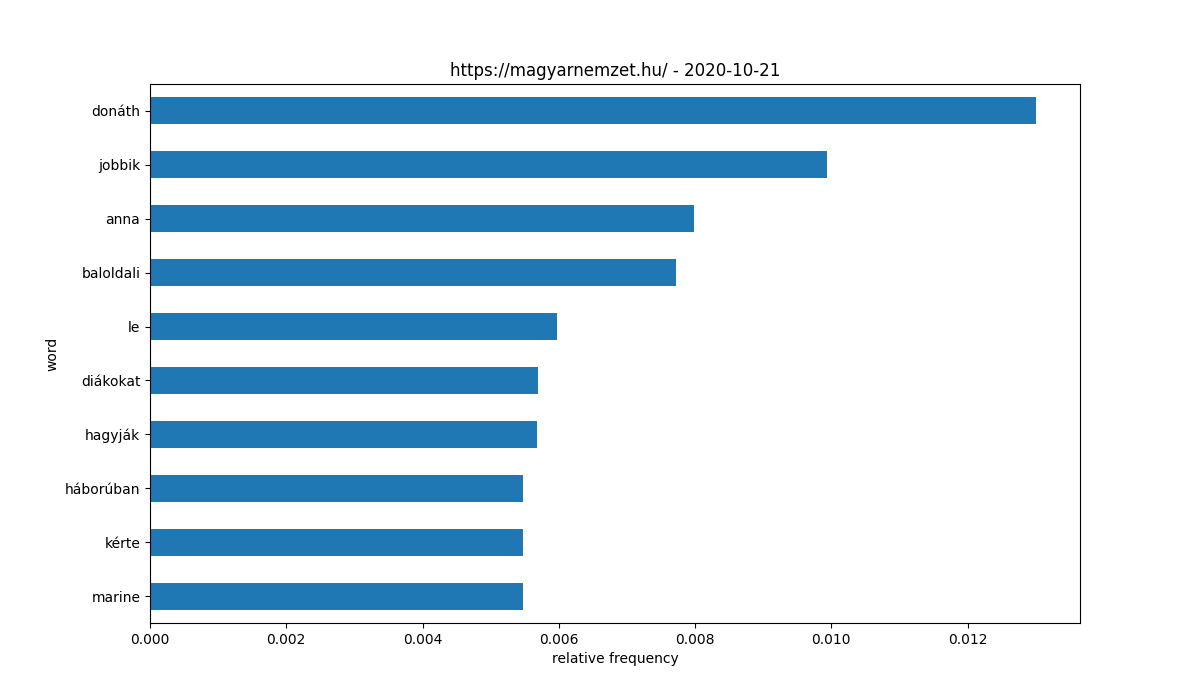 https://magyarnemzet.hu/ - 2020-10-21
word
donáth
jobbik
anna
baloldali
le
diákokat
hagyják
háborúban
kérte
marine
0.000 0.002 0.004 0.006 0.008 0.010 0.012
relative frequency